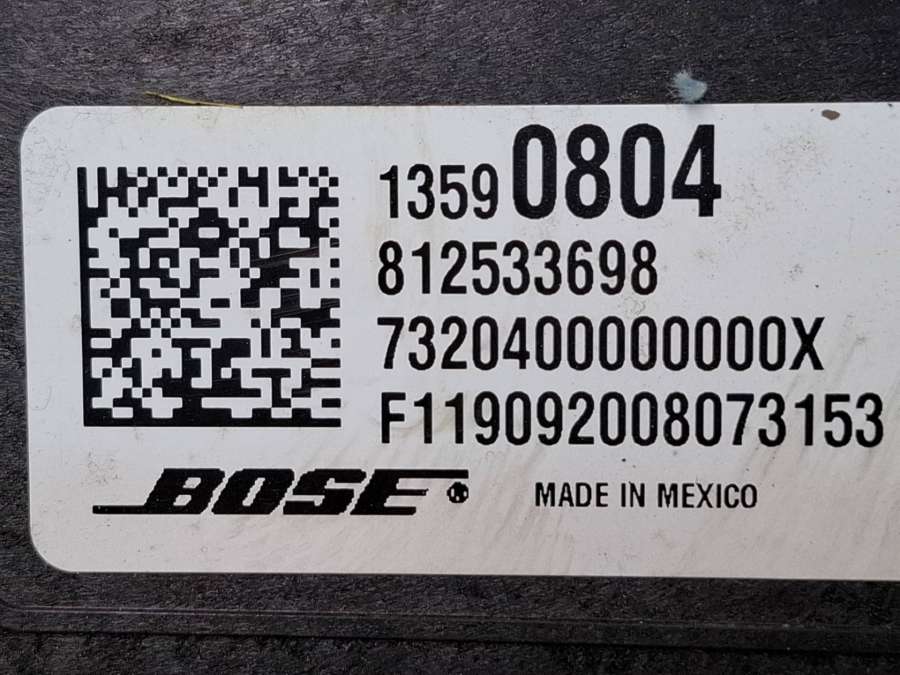 13590804
812533698
7320400000000X
F119092008073153
BOSE® MADE IN MEXICO